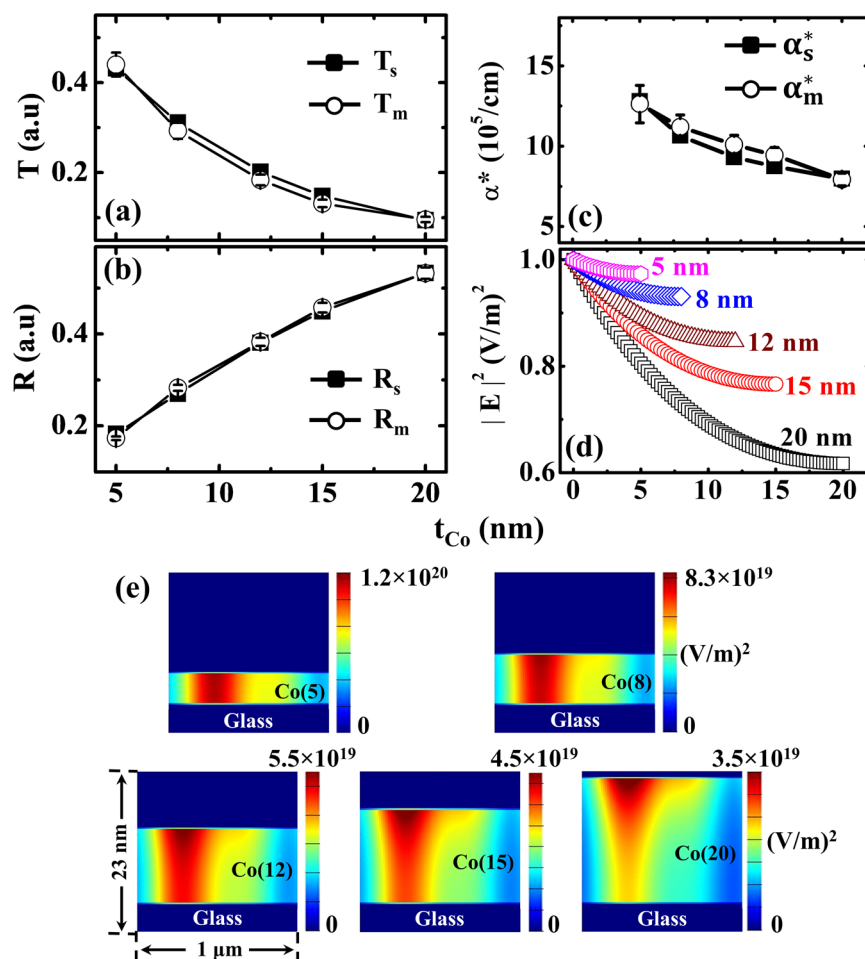 0.4
0.2
T (a.u)
Tₛ
Tₘ
(a)
0.4
0.2
R (a.u)
Rₛ
Rₘ
(b)
5 10 15 20
15
10
5
α* (10⁵/cm)
αₛ*
αₘ*
(c)
1.0
0.8
0.6
| E |² (V/m)²
5 nm
8 nm
12 nm
15 nm
20 nm
(d)
0 5 10 15 20
t_Co (nm)
(e)
1.2×10²⁰
Co(5)
Glass
0
8.3×10¹⁹
(V/m)²
Co(8)
Glass
0
5.5×10¹⁹
23 nm
Co(12)
Glass
0
1 µm
4.5×10¹⁹
Co(15)
Glass
0
3.5×10¹⁹
Co(20)
(V/m)²
Glass
0